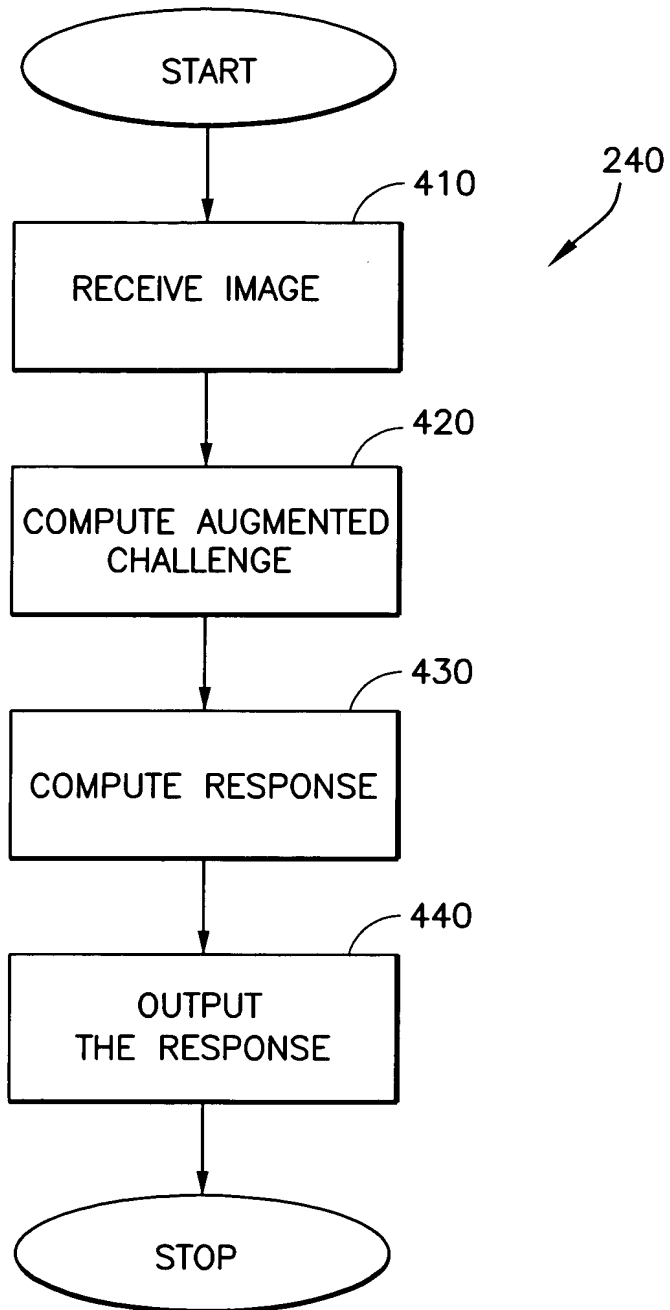 START
240
410
RECEIVE IMAGE
420
COMPUTE AUGMENTED
CHALLENGE
430
COMPUTE RESPONSE
440
OUTPUT
THE RESPONSE
STOP